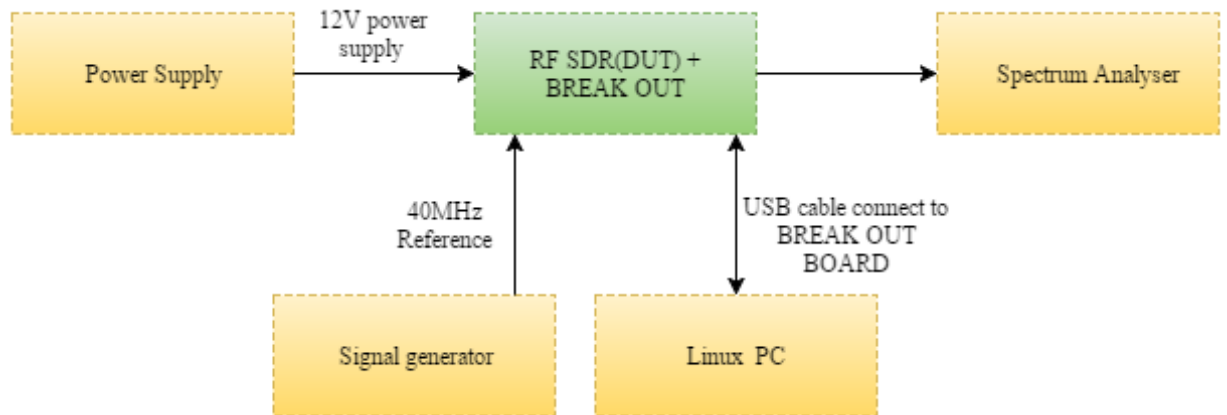 12V power
supply
Power Supply
RF SDR(DUT) +
BREAK OUT
Spectrum Analyser
40MHz
Reference
USB cable connect to
BREAK OUT
BOARD
Signal generator
Linux PC